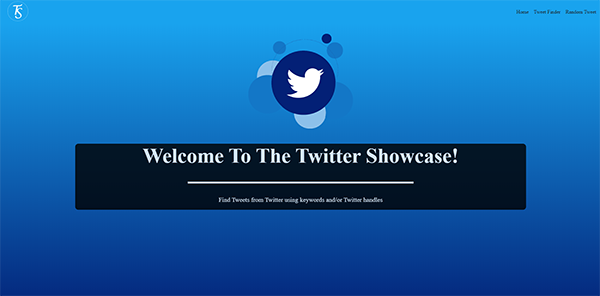 TS
Home Tweet Finder Random Tweet
Welcome To The Twitter Showcase!
Find Tweets from Twitter using keywords and/or Twitter handles